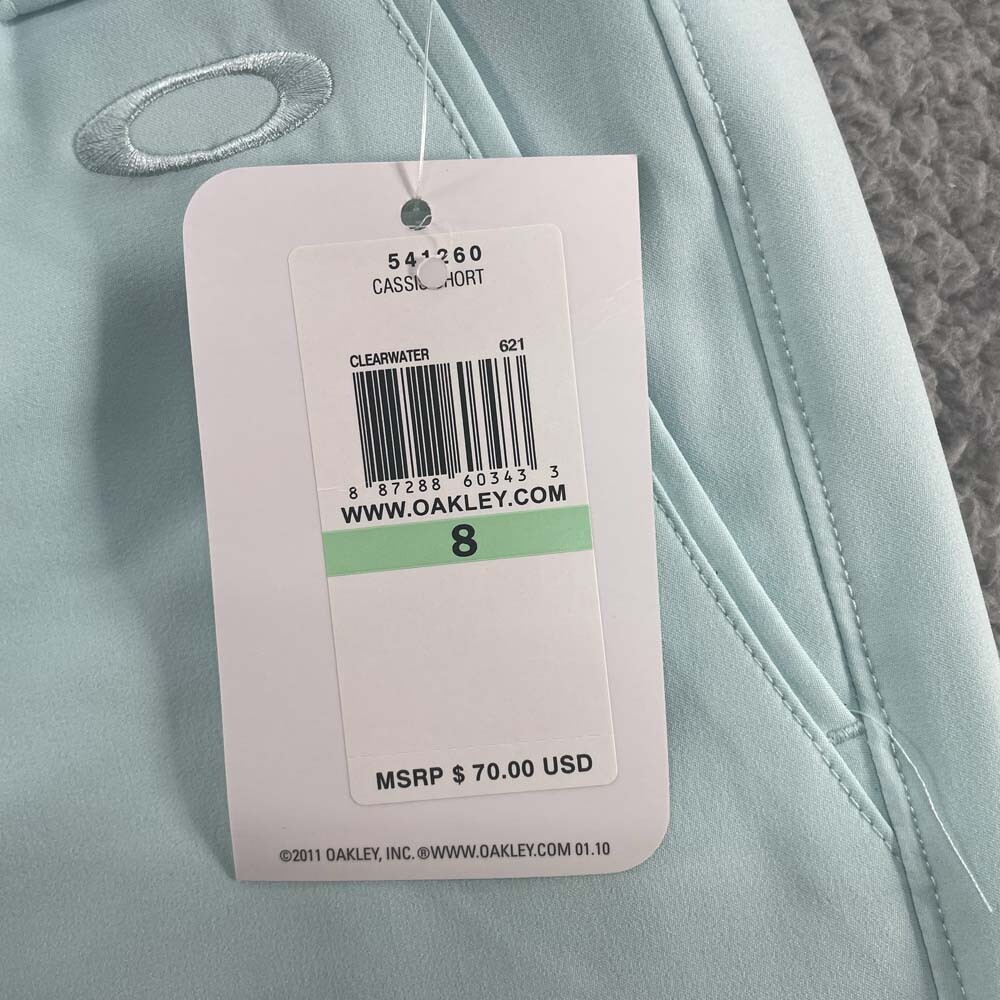 541260
CLEARWATER 621
8 87288 60343 3
WWW.OAKLEY.COM
8
MSRP $ 70.00 USD
©2011 OAKLEY, INC. ®WWW.OAKLEY.COM 01.10